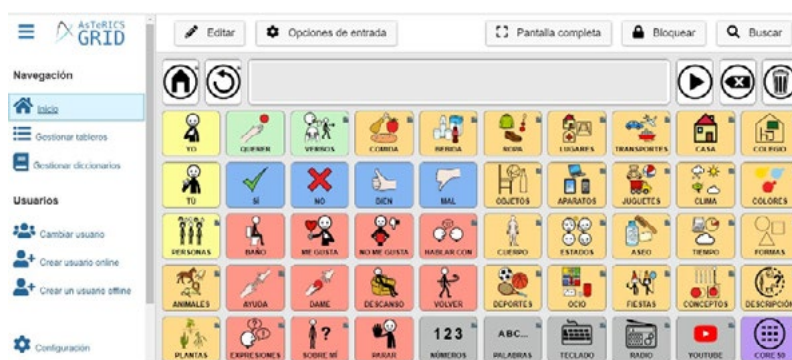 AsTeRICS
GRID
Editar
Opciones de entrada
Pantalla completa
Bloquear
Buscar
Navegación
Inicio
Gestionar tableros
Gestionar diccionarios
Usuarios
Cambiar usuario
Crear usuario online
Crear un usuario offline
Configuración
YO QUERER VERBOS COMIDA BEBIDA ROPA LUGARES TRANSPORTES CASA COLEGIO
TÚ SÍ NO BIEN MAL OBJETOS APARATOS JUGUETES CLIMA COLORES
PERSONAS BAÑO ME GUSTA NO ME GUSTA HABLAR CON CUERPO ESTADOS ASEO TIEMPO FORMAS
ANIMALES AYUDA DAME DESCANSO VOLVER DEPORTES OCIO FIESTAS CONCEPTOS DESCRIPCIÓN
1 2 3 ABC...
PLANTAS EXPRESIONES SOBRE MÍ PARAR NÚMEROS PALABRAS TECLADO RADIO YOUTUBE CORE 50